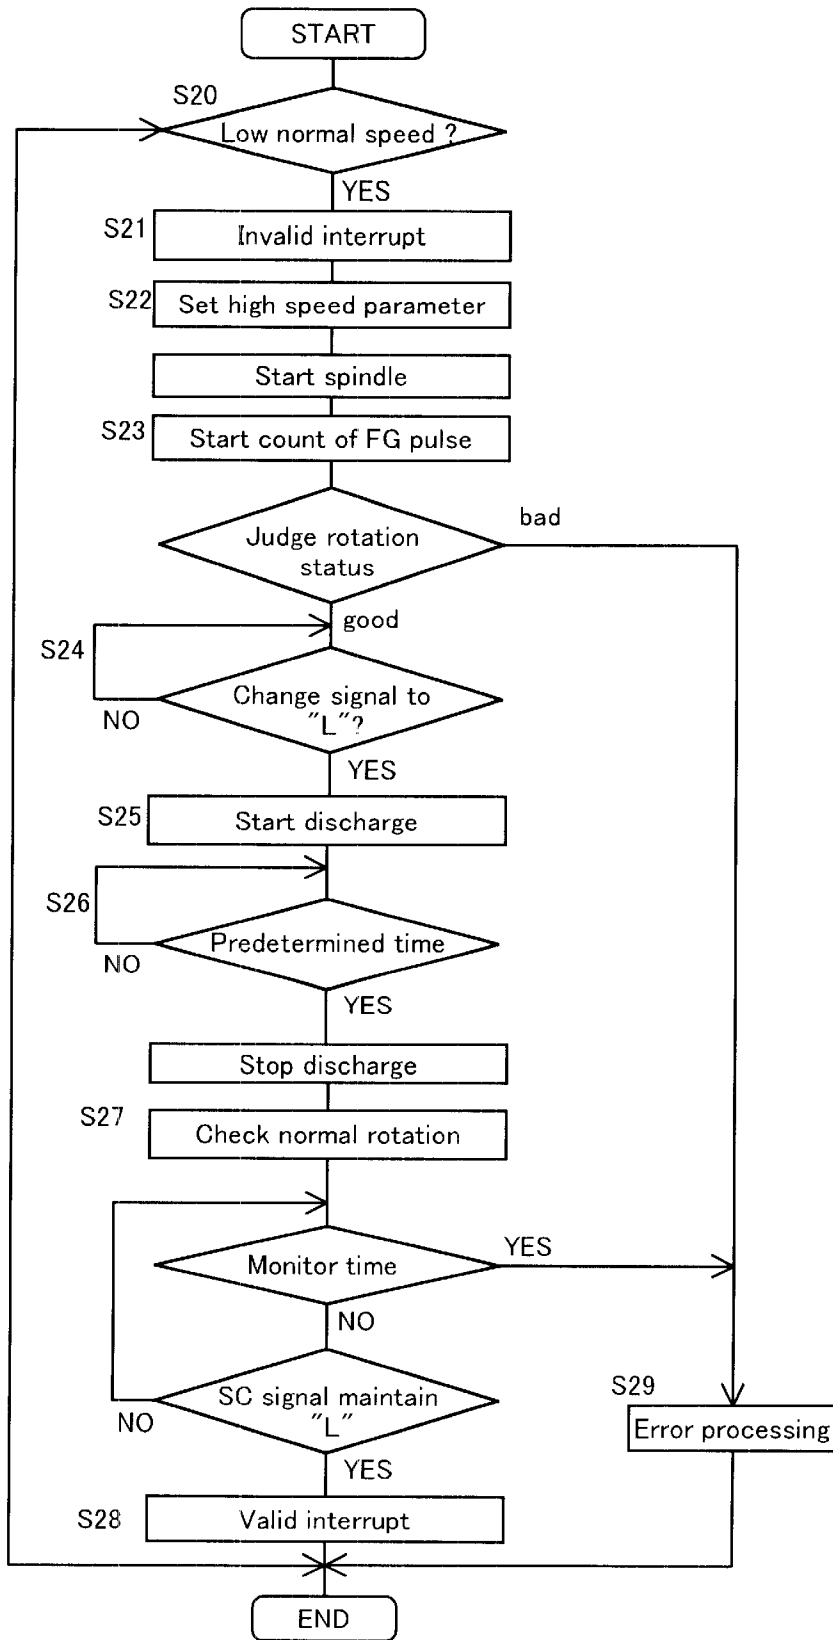 START
S20
Low normal speed ?
YES
S21
Invalid interrupt
S22
Set high speed parameter
Start spindle
S23
Start count of FG pulse
bad
Judge rotation
status
good
S24
Change signal to
"L"?
NO
YES
S25
Start discharge
S26
Predetermined time
NO
YES
Stop discharge
S27
Check normal rotation
YES
Monitor time
NO
SC signal maintain
"L"
NO
S29
Error processing
YES
S28
Valid interrupt
END